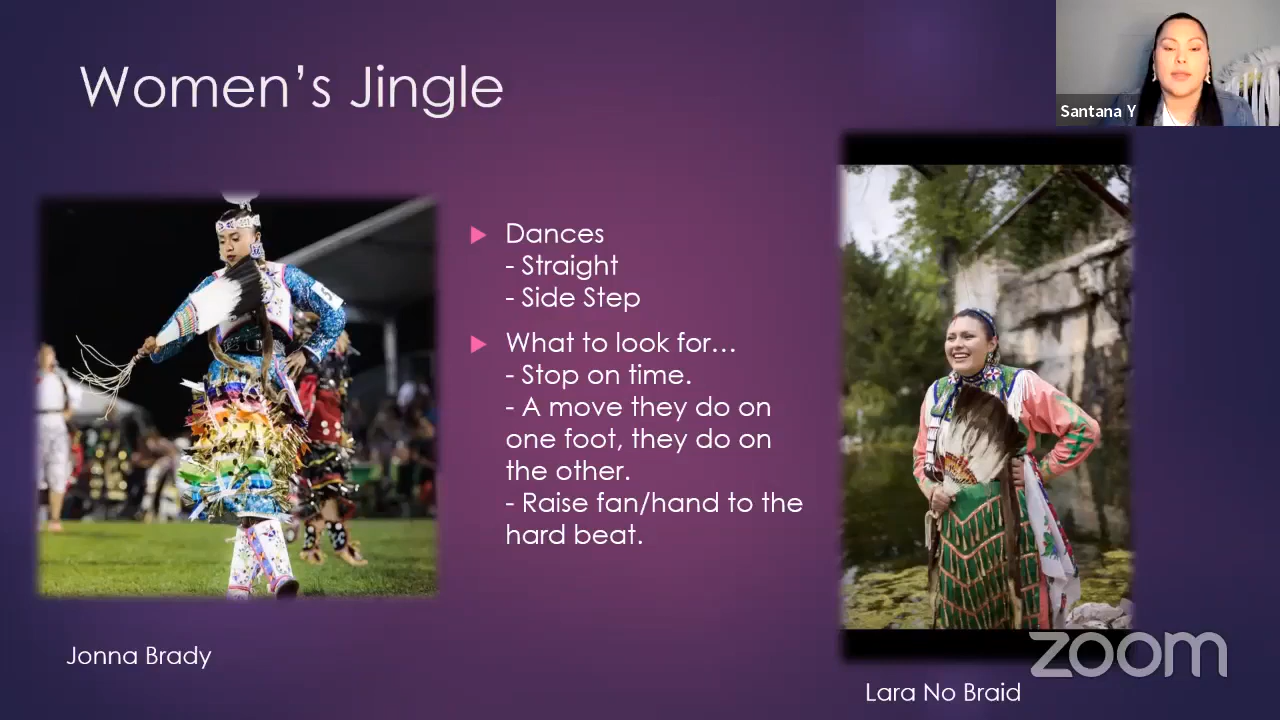 Women's Jingle
Santana Y
Dances
- Straight
- Side Step
What to look for...
- Stop on time.
- A move they do on
one foot, they do on
the other.
- Raise fan/hand to the
hard beat.
Jonna Brady
Lara No Braid
zoom